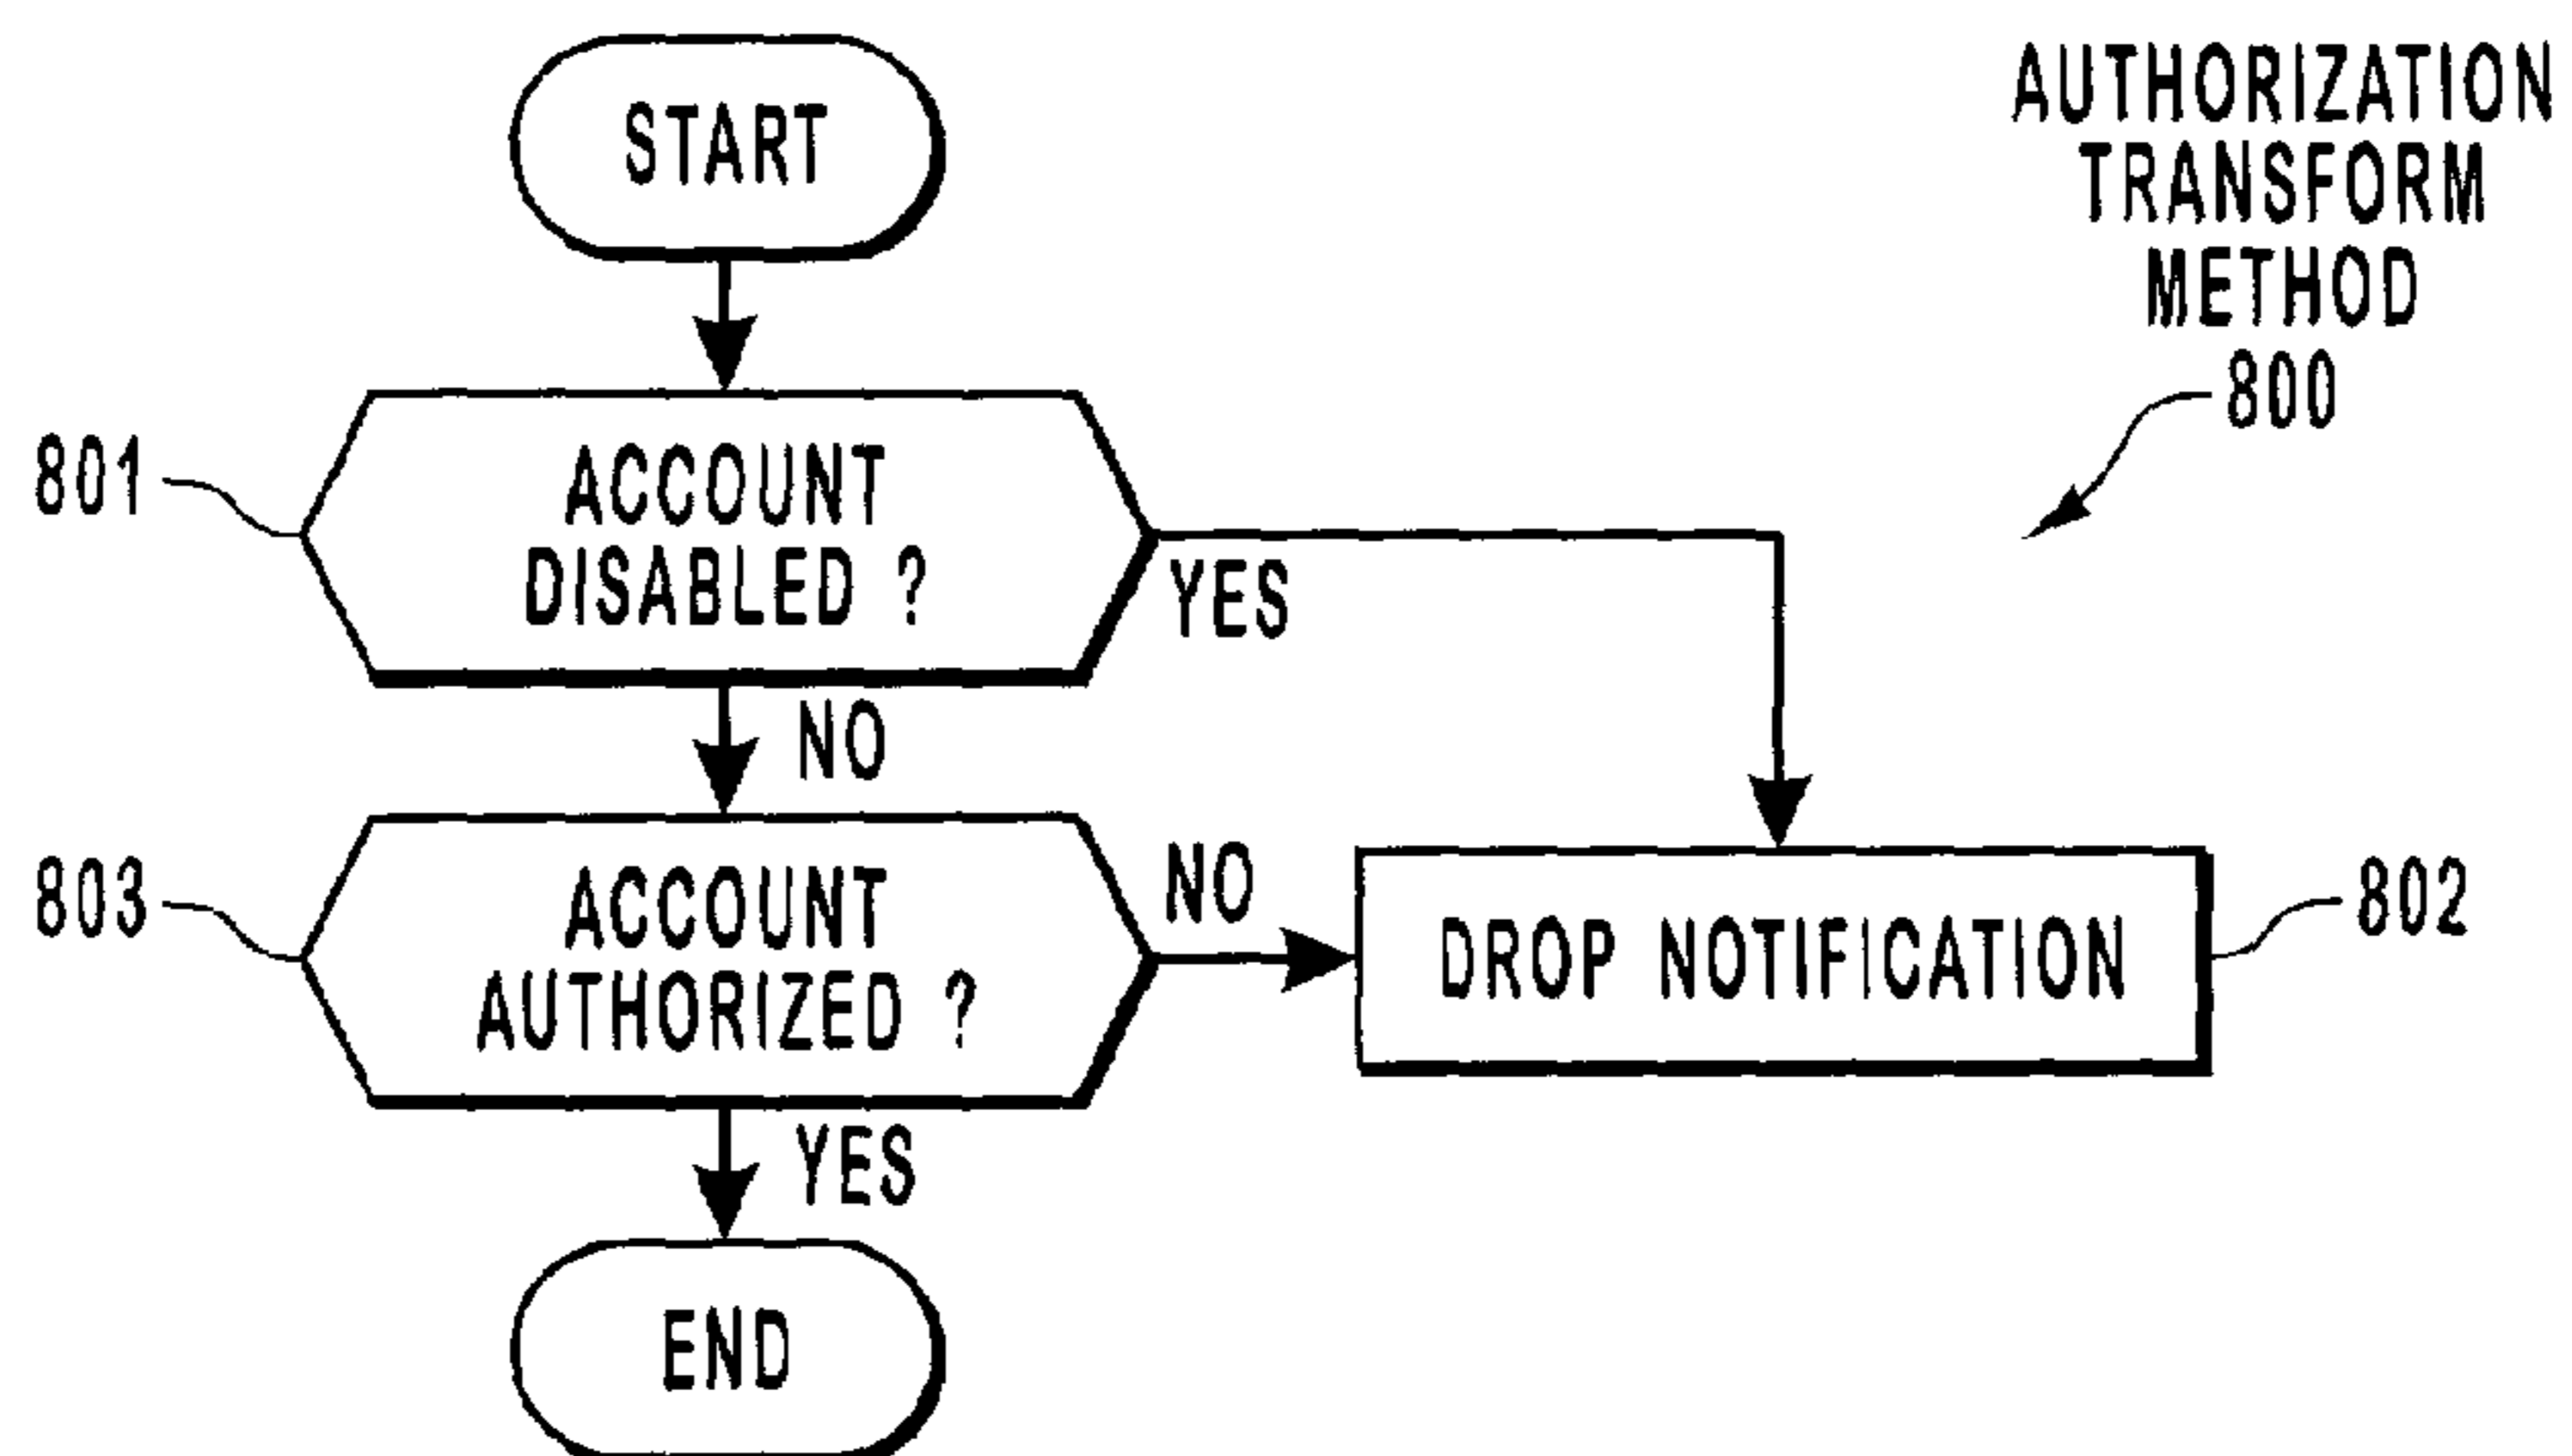 START
AUTHORIZATION
TRANSFORM
METHOD
800
801
ACCOUNT
DISABLED ?
YES
NO
803
ACCOUNT
AUTHORIZED ?
NO
DROP NOTIFICATION
802
YES
END